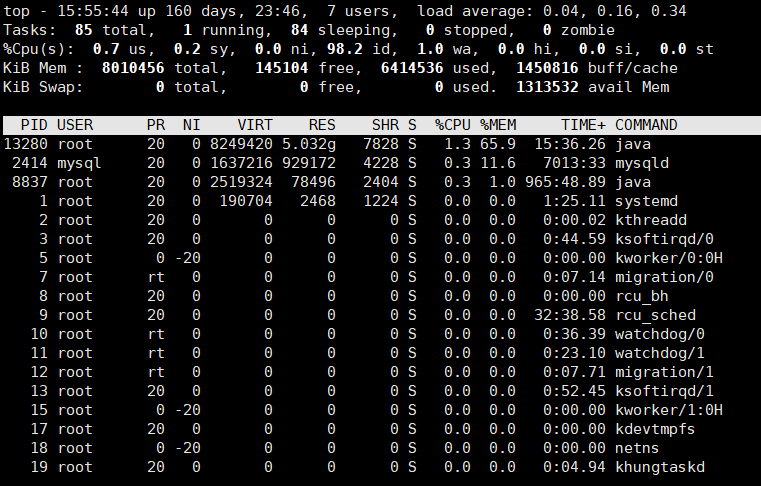 top - 15:55:44 up 160 days, 23:46,  7 users,  load average: 0.04, 0.16, 0.34
Tasks:  85 total,   1 running,  84 sleeping,   0 stopped,   0 zombie
%Cpu(s):  0.7 us,  0.2 sy,  0.0 ni, 98.2 id,  1.0 wa,  0.0 hi,  0.0 si,  0.0 st
KiB Mem :  8010456 total,   145104 free,  6414536 used,  1450816 buff/cache
KiB Swap:        0 total,        0 free,        0 used.  1313532 avail Mem
  PID USER      PR  NI    VIRT    RES    SHR S  %CPU %MEM     TIME+ COMMAND
13280 root      20   0 8249420 5.032g   7828 S   1.3 65.9  15:36.26 java
 2414 mysql     20   0 1637216 929172   4228 S   0.3 11.6   7013:33 mysqld
 8837 root      20   0 2519324  78496   2404 S   0.3  1.0 965:48.89 java
    1 root      20   0  190704   2468   1224 S   0.0  0.0   1:25.11 systemd
    2 root      20   0       0      0      0 S   0.0  0.0   0:00.02 kthreadd
    3 root      20   0       0      0      0 S   0.0  0.0   0:44.59 ksoftirqd/0
    5 root       0 -20       0      0      0 S   0.0  0.0   0:00.00 kworker/0:0H
    7 root      rt   0       0      0      0 S   0.0  0.0   0:07.14 migration/0
    8 root      20   0       0      0      0 S   0.0  0.0   0:00.00 rcu_bh
    9 root      20   0       0      0      0 S   0.0  0.0  32:38.58 rcu_sched
   10 root      rt   0       0      0      0 S   0.0  0.0   0:36.39 watchdog/0
   11 root      rt   0       0      0      0 S   0.0  0.0   0:23.10 watchdog/1
   12 root      rt   0       0      0      0 S   0.0  0.0   0:07.71 migration/1
   13 root      20   0       0      0      0 S   0.0  0.0   0:52.45 ksoftirqd/1
   15 root       0 -20       0      0      0 S   0.0  0.0   0:00.00 kworker/1:0H
   17 root      20   0       0      0      0 S   0.0  0.0   0:00.00 kdevtmpfs
   18 root       0 -20       0      0      0 S   0.0  0.0   0:00.00 netns
   19 root      20   0       0      0      0 S   0.0  0.0   0:04.94 khungtaskd